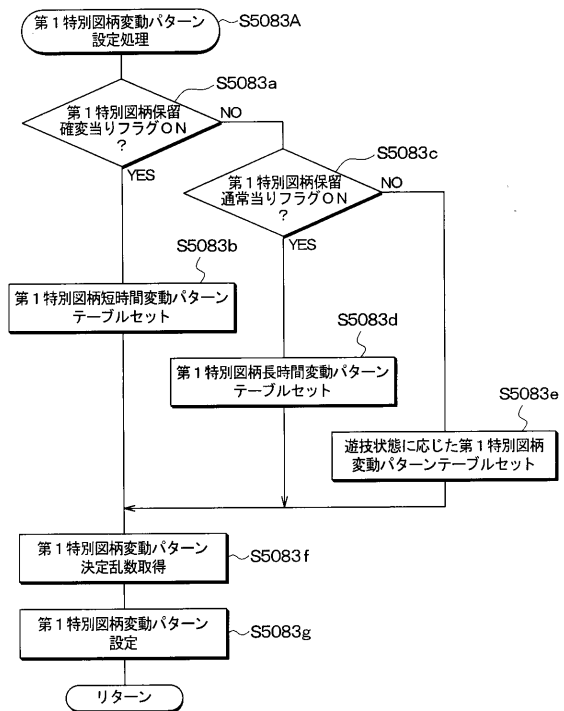 第１特別図柄変動パターン
設定処理
S5083A
S5083a
第１特別図柄保留
確変当りフラグＯＮ
？
NO
YES
S5083c
第１特別図柄保留
通常当りフラグＯＮ
？
NO
YES
S5083b
第１特別図柄短時間変動パターン
テーブルセット
S5083d
第１特別図柄長時間変動パターン
テーブルセット
S5083e
遊技状態に応じた第１特別図柄
変動パターンテーブルセット
第１特別図柄変動パターン
決定乱数取得
S5083f
第１特別図柄変動パターン
設定
S5083g
リターン